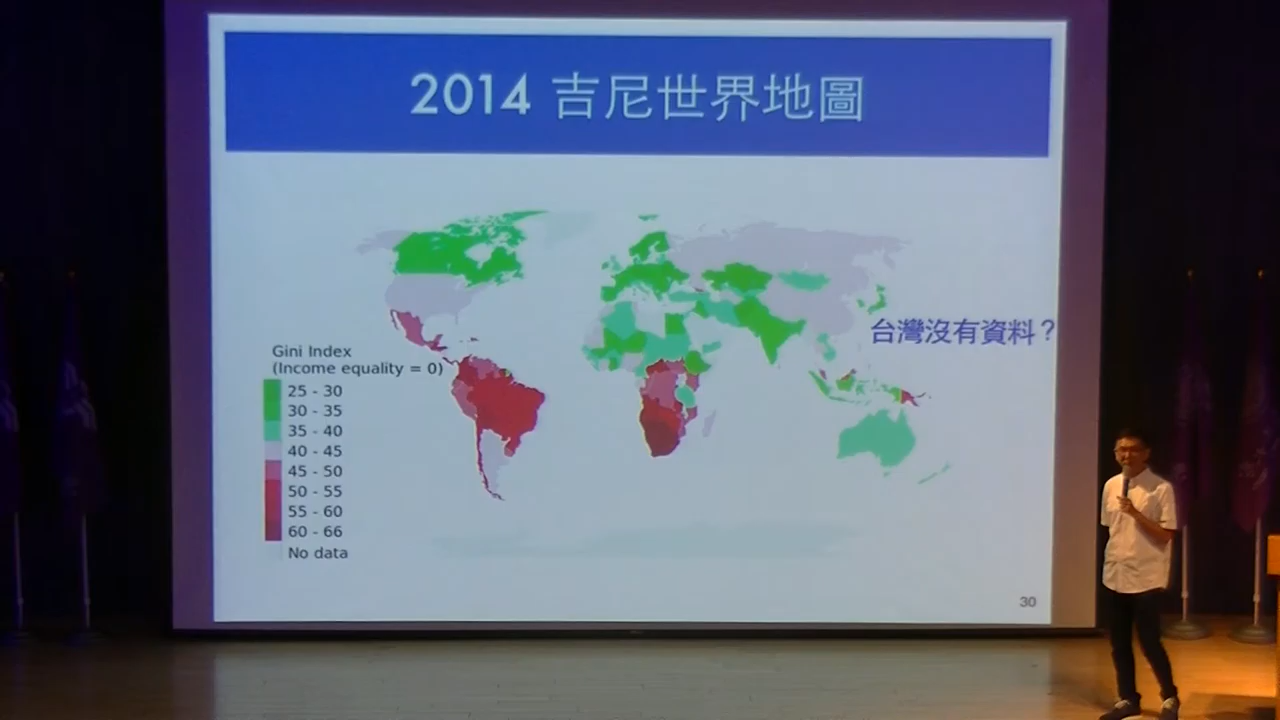 2014 吉尼世界地圖
台灣沒有資料？
Gini Index
(Income equality = 0)
25 - 30
30 - 35
35 - 40
40 - 45
45 - 50
50 - 55
55 - 60
60 - 66
No data
30